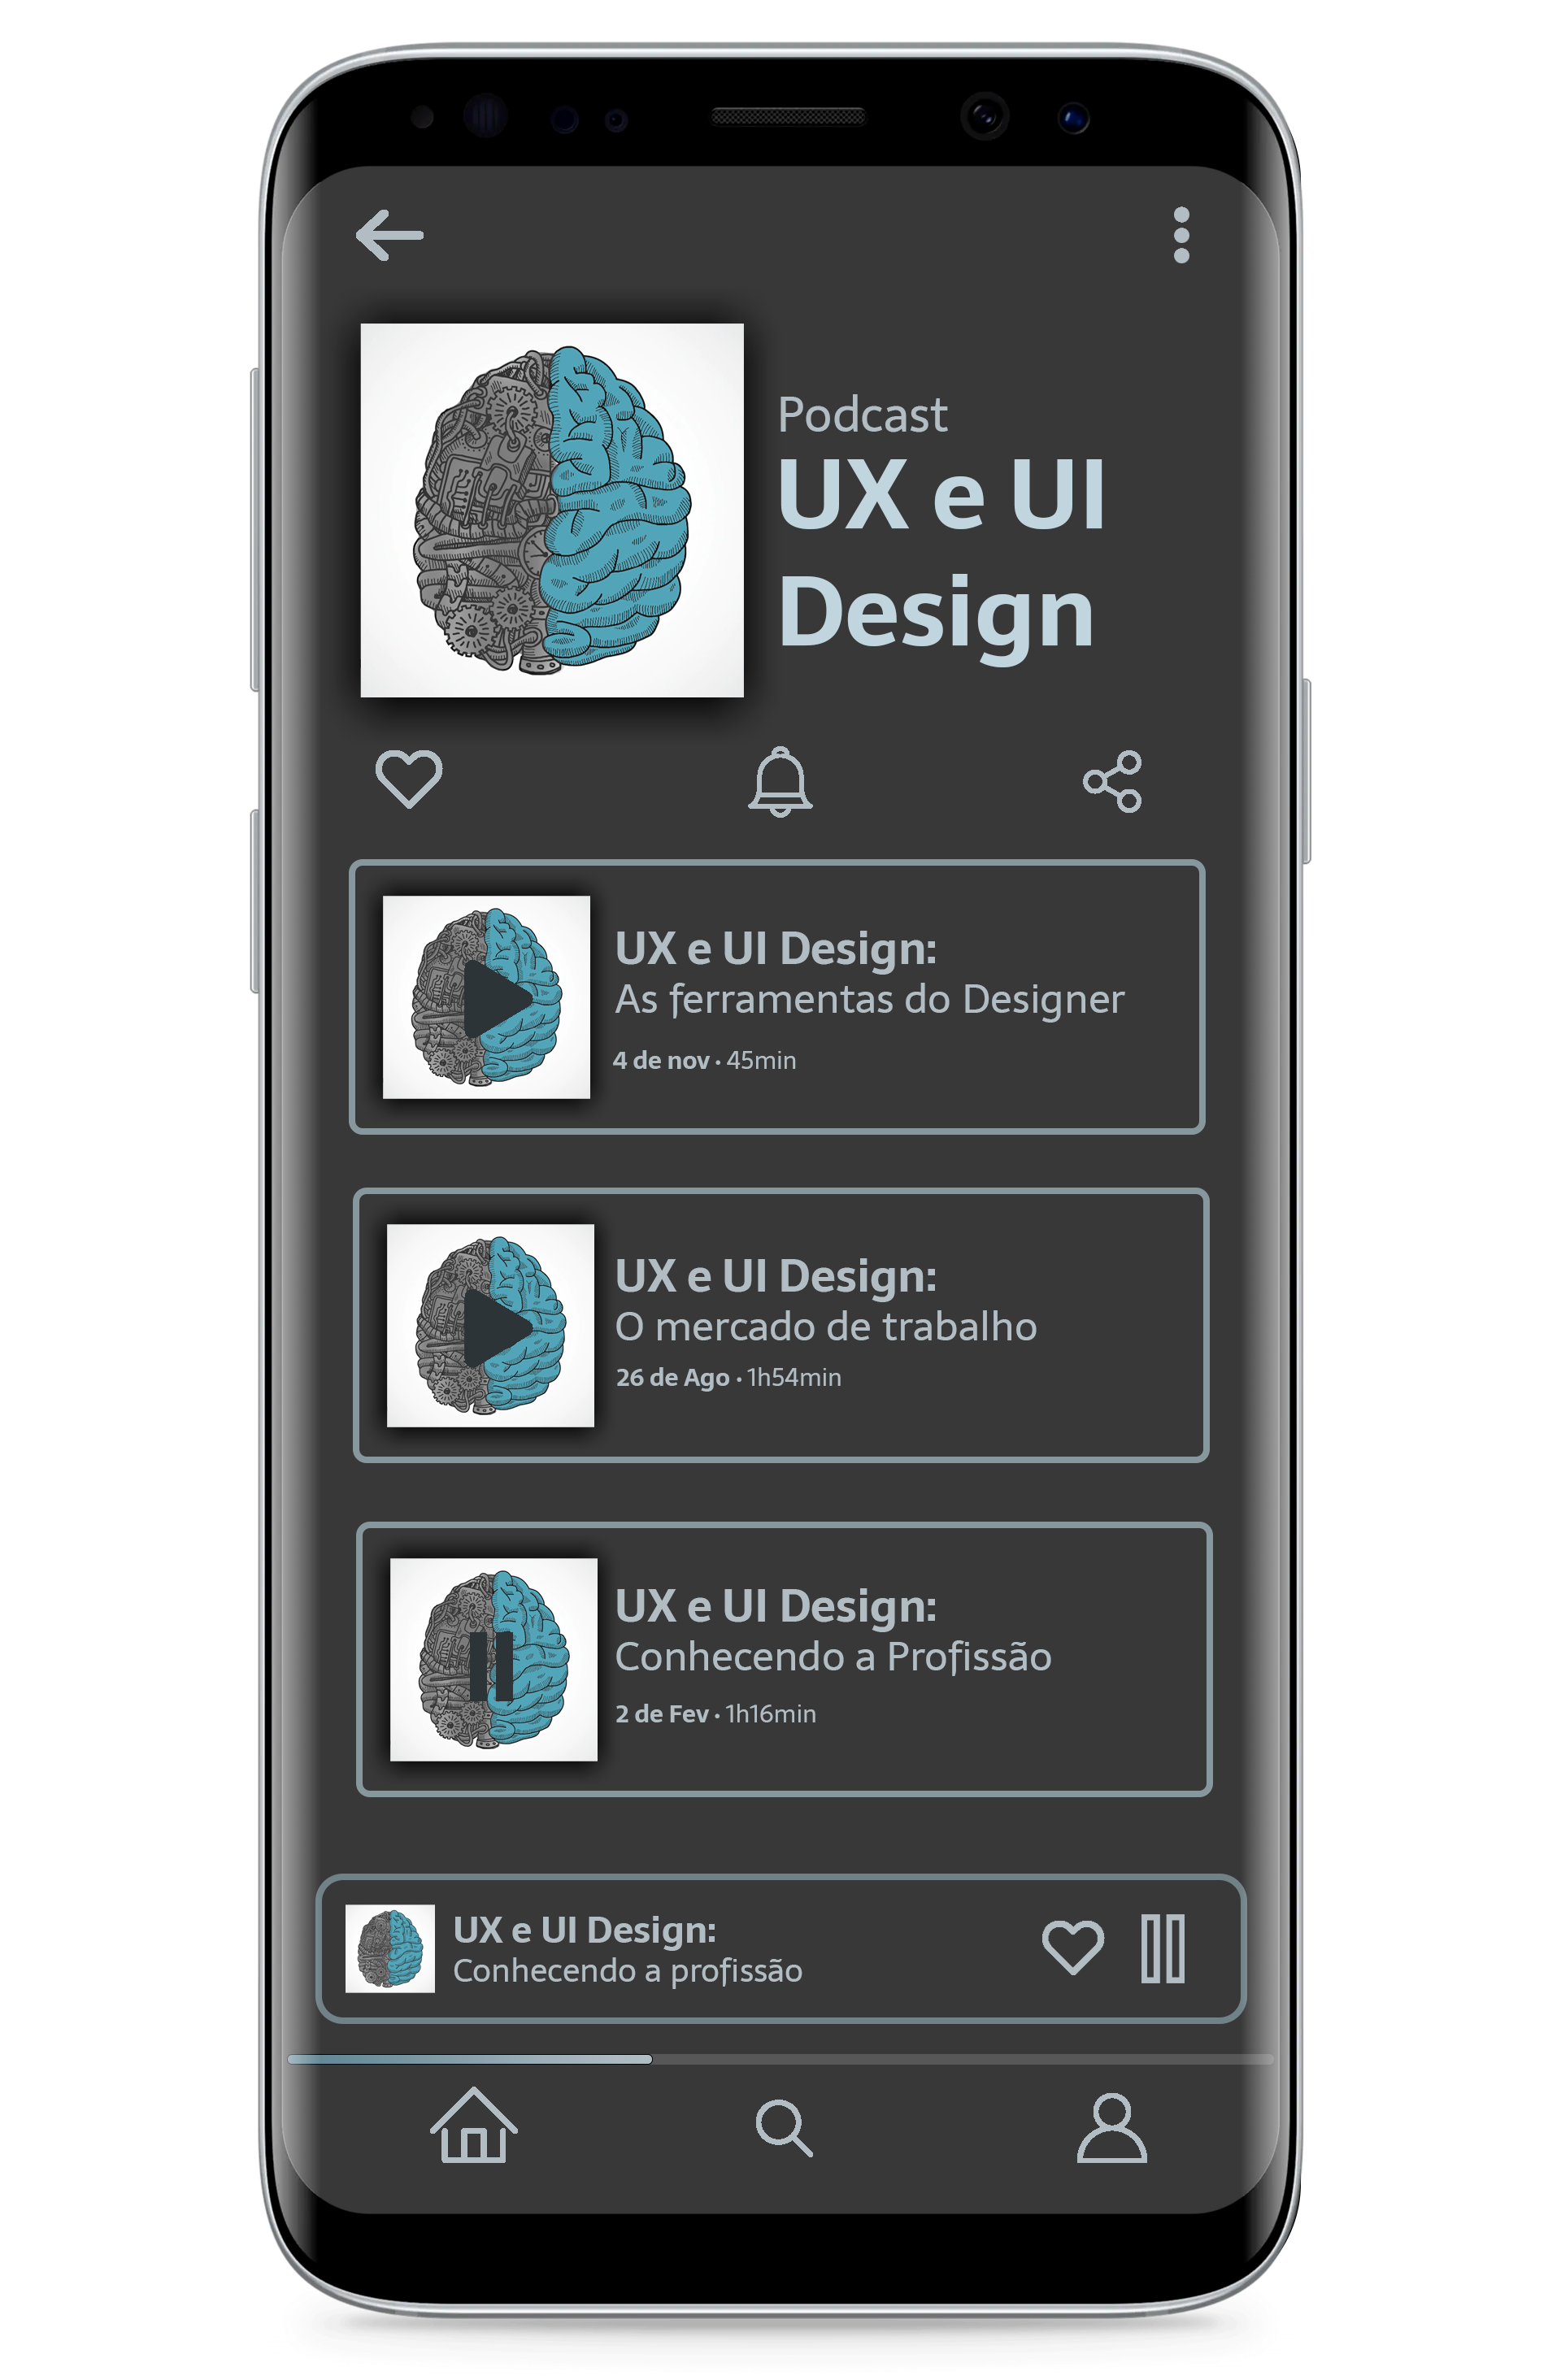 Podcast
UX e UI
Design
UX e UI Design:
As ferramentas do Designer
4 de nov • 45min
UX e UI Design:
O mercado de trabalho
26 de Ago • 1h54min
UX e UI Design:
Conhecendo a Profissão
2 de Fev • 1h16min
UX e UI Design:
Conhecendo a profissão